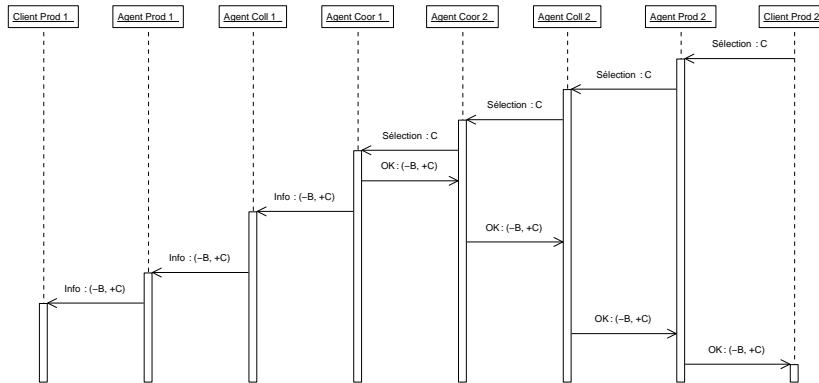 Client Prod 1
Agent Prod 1
Agent Coll 1
Agent Coor 1
Agent Coor 2
Agent Coll 2
Agent Prod 2
Client Prod 2
Sélection : C
Sélection : C
Sélection : C
Sélection : C
OK : (−B, +C)
Info : (−B, +C)
OK : (−B, +C)
Info : (−B, +C)
Info : (−B, +C)
OK : (−B, +C)
OK : (−B, +C)